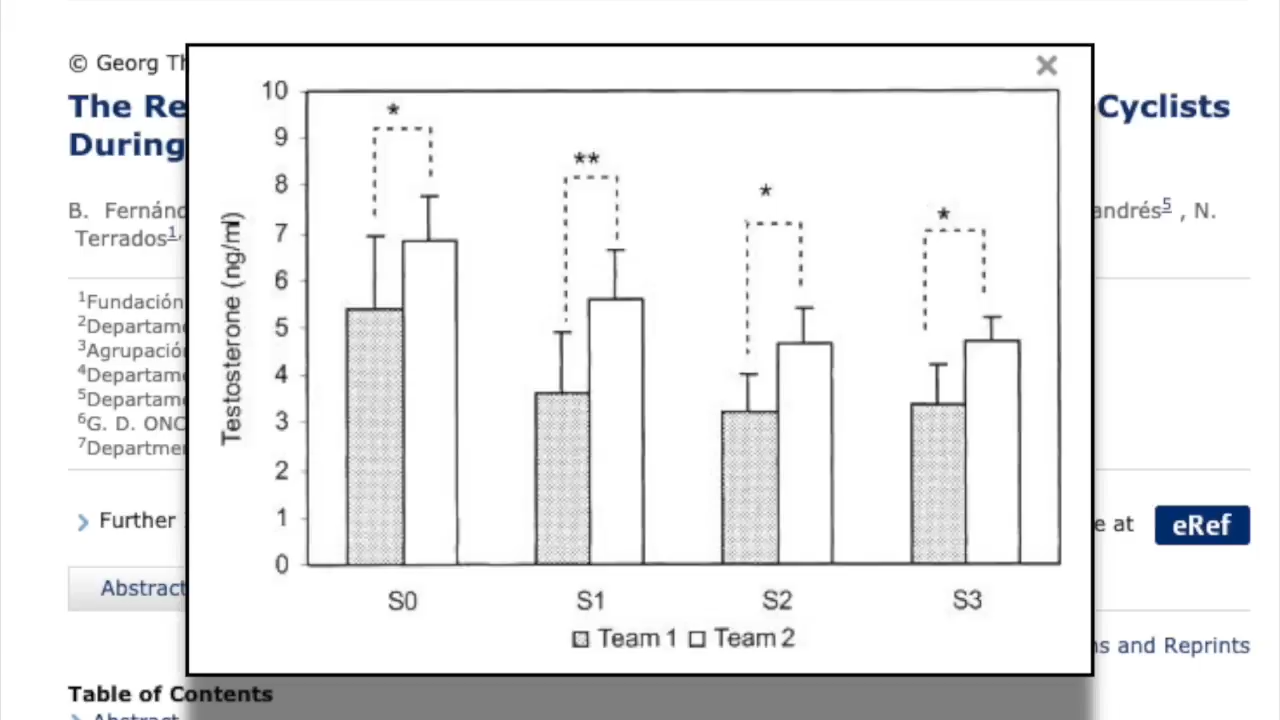 © Georg Th
The Re
Cyclists
During
B. Fernánd
andrés5 , N.
Terrados1,
1Fundación
2Departame
3Agrupación
4Departame
5Departame
6G. D. ONC
7Departmen
Further
e at
eRef
Abstract
ns and Reprints
Table of Contents
Abstract
×
10
9
8
7
6
5
4
3
2
1
0
Testosterone (ng/ml)
*
**
*
*
S0 S1 S2 S3
Team 1 Team 2